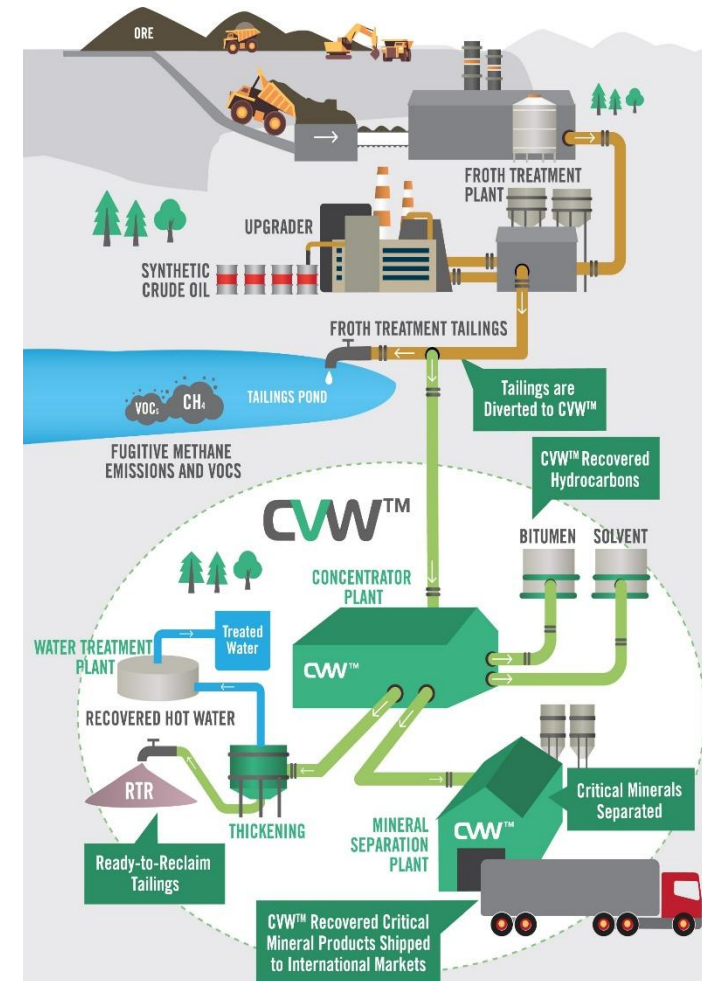 ORE
FROTH TREATMENT
PLANT
UPGRADER
SYNTHETIC
CRUDE OIL
FROTH TREATMENT TAILINGS
TAILINGS POND
VOCs
CH4
FUGITIVE METHANE
EMISSIONS AND VOCS
Tailings are
Diverted to CVW™
CVW™ Recovered
Hydrocarbons
CVW™
BITUMEN
SOLVENT
CONCENTRATOR
PLANT
CVW™
Treated
Water
WATER TREATMENT
PLANT
RECOVERED HOT WATER
RTR
THICKENING
Ready-to-Reclaim
Tailings
MINERAL
SEPARATION
PLANT
CVW™
Critical Minerals
Separated
CVW™ Recovered Critical
Mineral Products Shipped
to International Markets